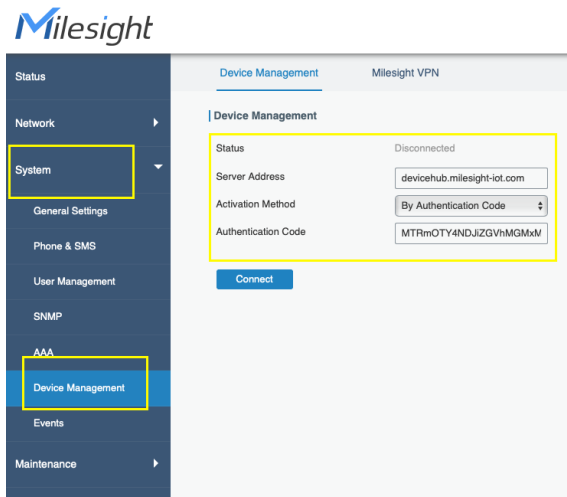 Milesight
Status
Network
System
General Settings
Phone & SMS
User Management
SNMP
AAA
Device Management
Events
Maintenance
Device Management Milesight VPN
Device Management
Status Disconnected
Server Address devicehub.milesight-iot.com
Activation Method By Authentication Code
Authentication Code MTRmOTY4NDJiZGVhMGMxM
Connect